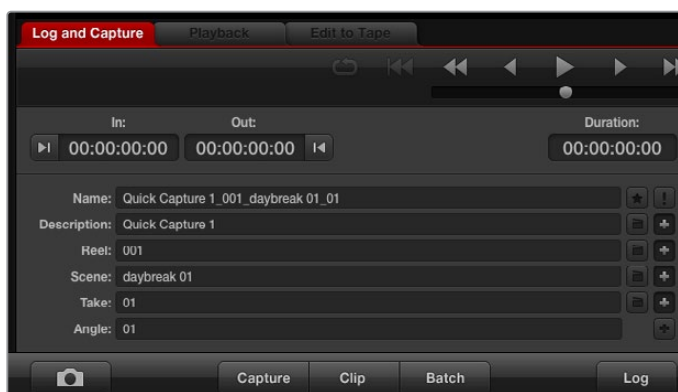 Log and Capture Playback Edit to Tape
In: Out: Duration:
00:00:00:00 00:00:00:00 00:00:00:00
Name: Quick Capture 1_001_daybreak 01_01
Description: Quick Capture 1
Reel: 001
Scene: daybreak 01
Take: 01
Angle: 01
Capture Clip Batch Log